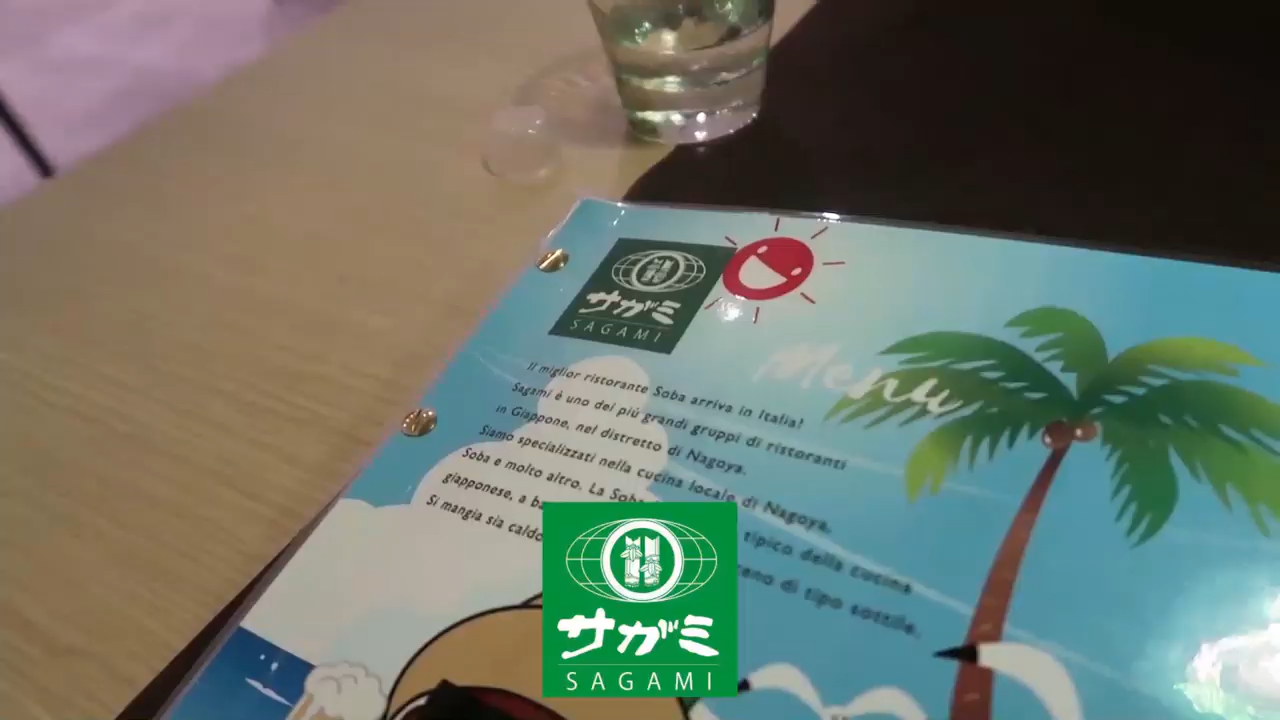 サガミ
SAGAMI
Menu
Il miglior ristorante Soba arriva in Italia!
Sagami è uno dei più grandi gruppi di ristoranti
in Giappone, nel distretto di Nagoya.
Siamo specializzati nella cucina locale di Nagoya,
Soba e molto altro. La Soba tipico della cucina
giapponese, a ba eno di tipo sottile.
Si mangia sia caldo
サガミ
SAGAMI